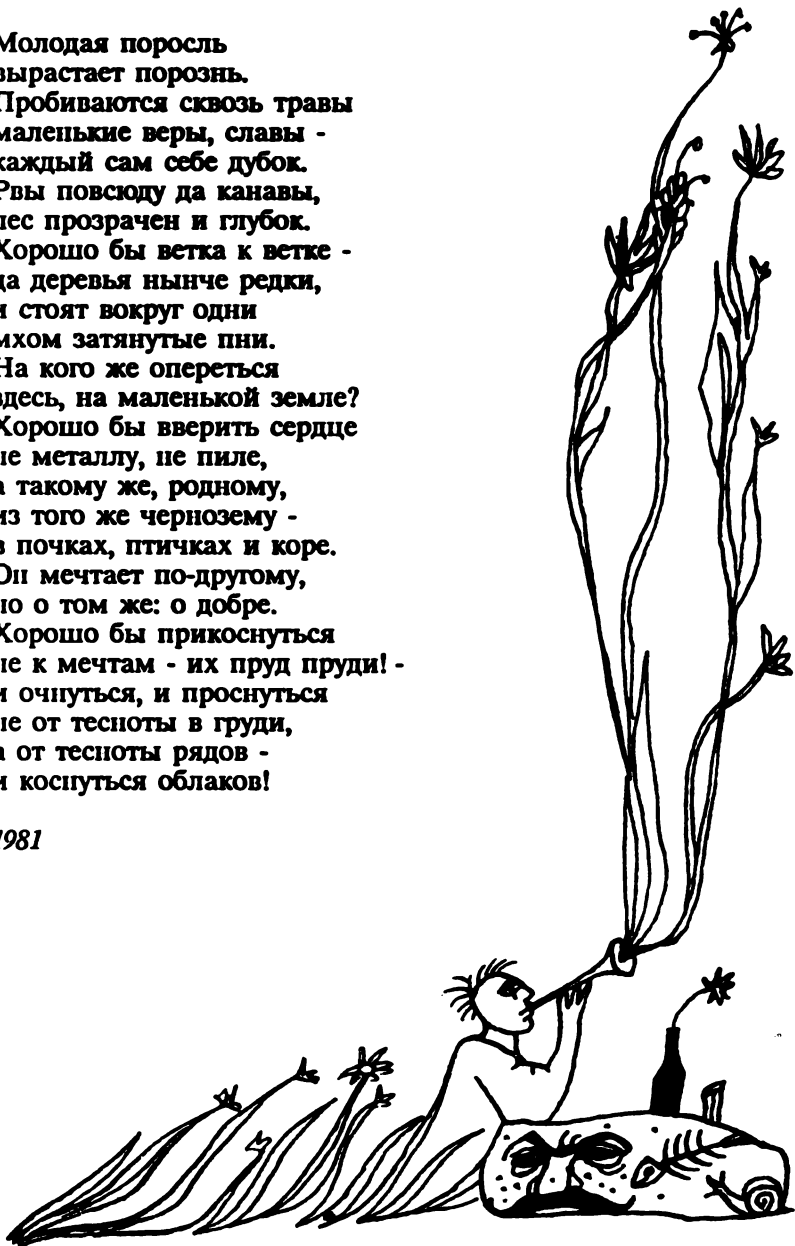 Молодая поросль
вырастает порознь.
Пробиваются сквозь травы
маленькие веры, славы -
каждый сам себе дубок.
Рвы повсюду да канавы,
лес прозрачен и глубок.
Хорошо бы ветка к ветке -
да деревья нынче редки,
и стоят вокруг одни
мхом затянутые пни.
На кого же опереться
здесь, на маленькой земле?
Хорошо бы вверить сердце
не металлу, не пиле,
а такому же, родному,
из того же чернозему -
в почках, птичках и коре.
Он мечтает по-другому,
но о том же: о добре.
Хорошо бы прикоснуться
не к мечтам - их пруд пруди! -
и очнуться, и проснуться
не от тесноты в груди,
а от тесноты рядов -
и коснуться облаков!
1981